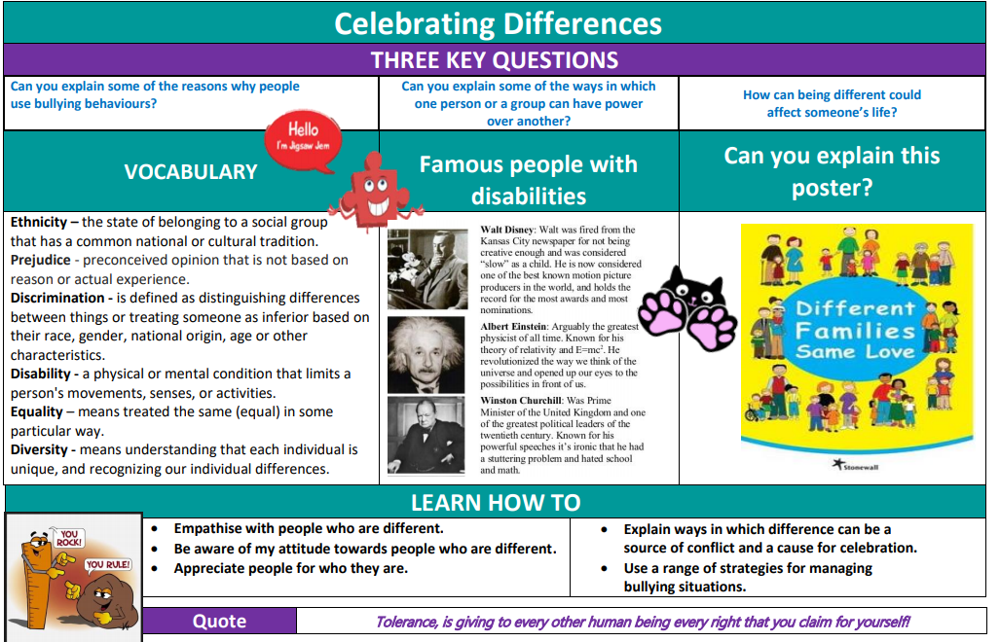 Celebrating Differences
THREE KEY QUESTIONS
Can you explain some of the reasons why people
use bullying behaviours?
Can you explain some of the ways in which
one person or a group can have power
over another?
How can being different could
affect someone's life?
Hello
I'm Jigsaw Jem
VOCABULARY
Famous people with
disabilities
Can you explain this
poster?
Ethnicity – the state of belonging to a social group
that has a common national or cultural tradition.
Prejudice - preconceived opinion that is not based on
reason or actual experience.
Discrimination - is defined as distinguishing differences
between things or treating someone as inferior based on
their race, gender, national origin, age or other
characteristics.
Disability - a physical or mental condition that limits a
person's movements, senses, or activities.
Equality – means treated the same (equal) in some
particular way.
Diversity - means understanding that each individual is
unique, and recognizing our individual differences.
Walt Disney: Walt was fired from the
Kansas City newspaper for not being
creative enough and was considered
"slow" as a child. He is now considered
one of the best known motion picture
producers in the world, and holds the
record for the most awards and most
nominations.
Albert Einstein: Arguably the greatest
physicist of all time. Known for his
theory of relativity and E=mc². He
revolutionized the way we think of the
universe and opened up our eyes to the
possibilities in front of us.
Winston Churchill: Was Prime
Minister of the United Kingdom and one
of the greatest political leaders of the
twentieth century. Known for his
powerful speeches it's ironic that he had
a stuttering problem and hated school
and math.
Different
Families
Same Love
Stonewall
LEARN HOW TO
YOU
ROCK!
YOU RULE!
• Empathise with people who are different.
• Be aware of my attitude towards people who are different.
• Appreciate people for who they are.
• Explain ways in which difference can be a
source of conflict and a cause for celebration.
• Use a range of strategies for managing
bullying situations.
Quote
Tolerance, is giving to every other human being every right that you claim for yourself!